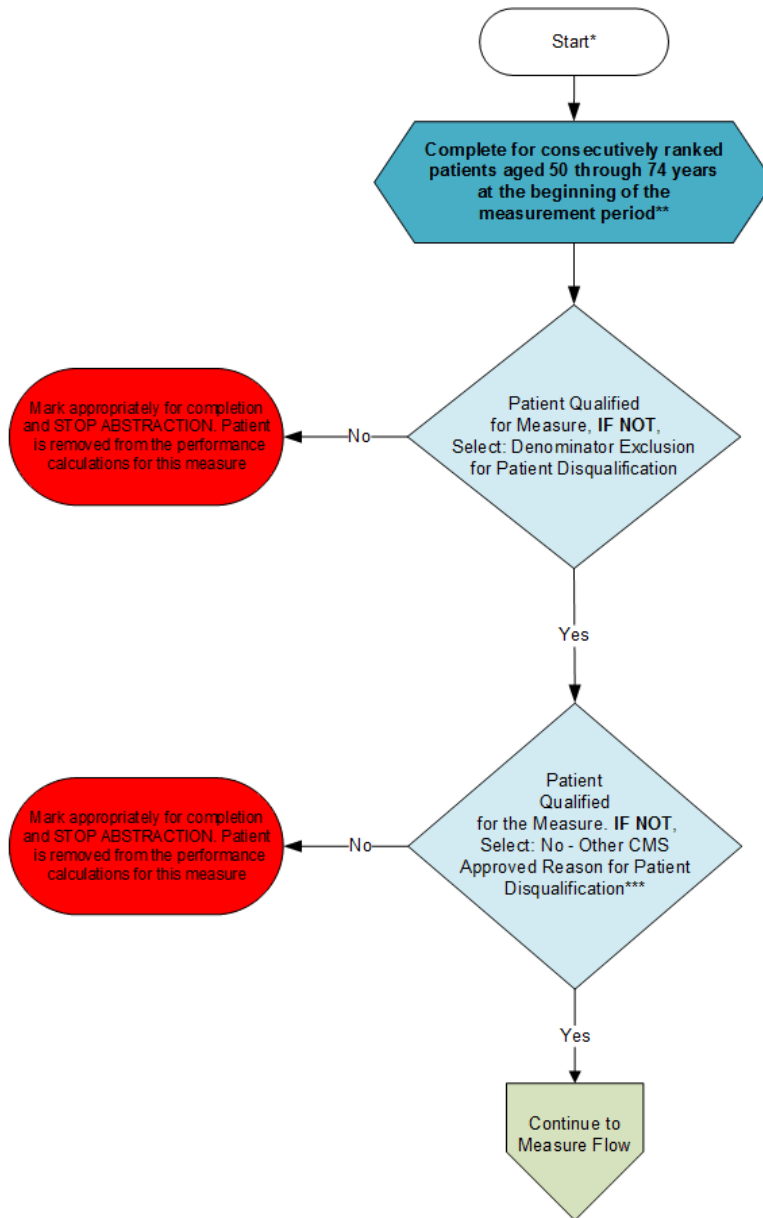 Start*
Complete for consecutively ranked
patients aged 50 through 74 years
at the beginning of the
measurement period**
Patient Qualified
for Measure, IF NOT,
Select: Denominator Exclusion
for Patient Disqualification
No
Mark appropriately for completion
and STOP ABSTRACTION. Patient
is removed from the performance
calculations for this measure
Yes
Patient
Qualified
for the Measure. IF NOT,
Select: No - Other CMS
Approved Reason for Patient
Disqualification***
No
Mark appropriately for completion
and STOP ABSTRACTION. Patient
is removed from the performance
calculations for this measure
Yes
Continue to
Measure Flow